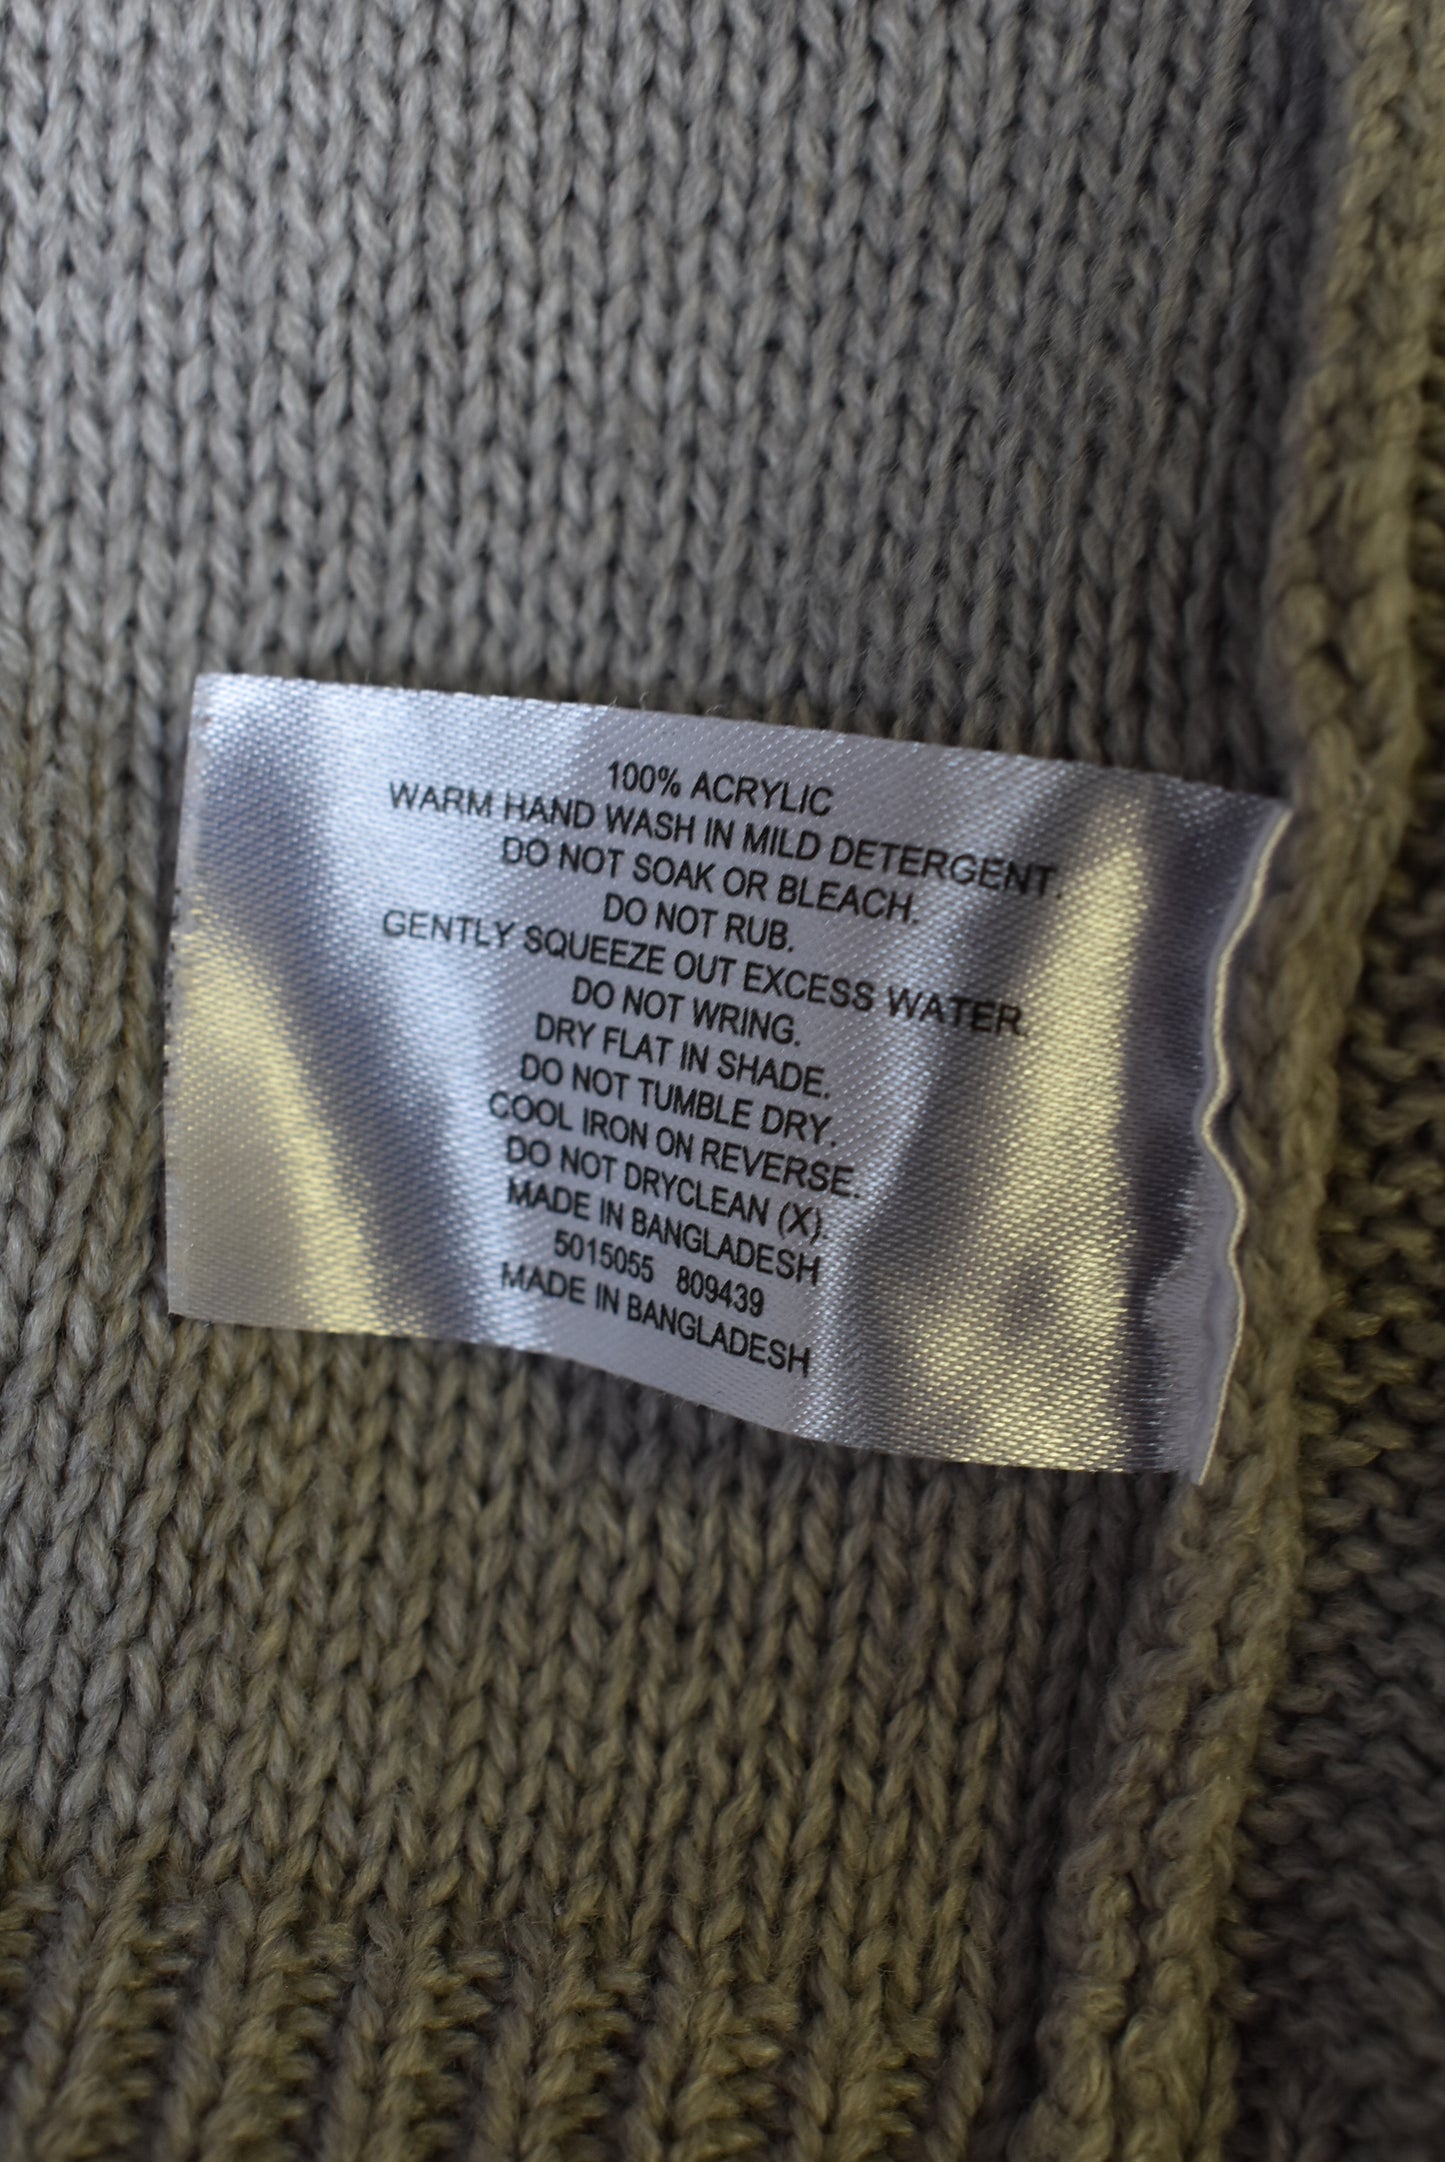 100% ACRYLIC
WARM HAND WASH IN MILD DETERGENT.
DO NOT SOAK OR BLEACH.
DO NOT RUB.
GENTLY SQUEEZE OUT EXCESS WATER.
DO NOT WRING.
DRY FLAT IN SHADE.
DO NOT TUMBLE DRY.
COOL IRON ON REVERSE.
DO NOT DRYCLEAN (X).
MADE IN BANGLADESH
5015055 809439
MADE IN BANGLADESH